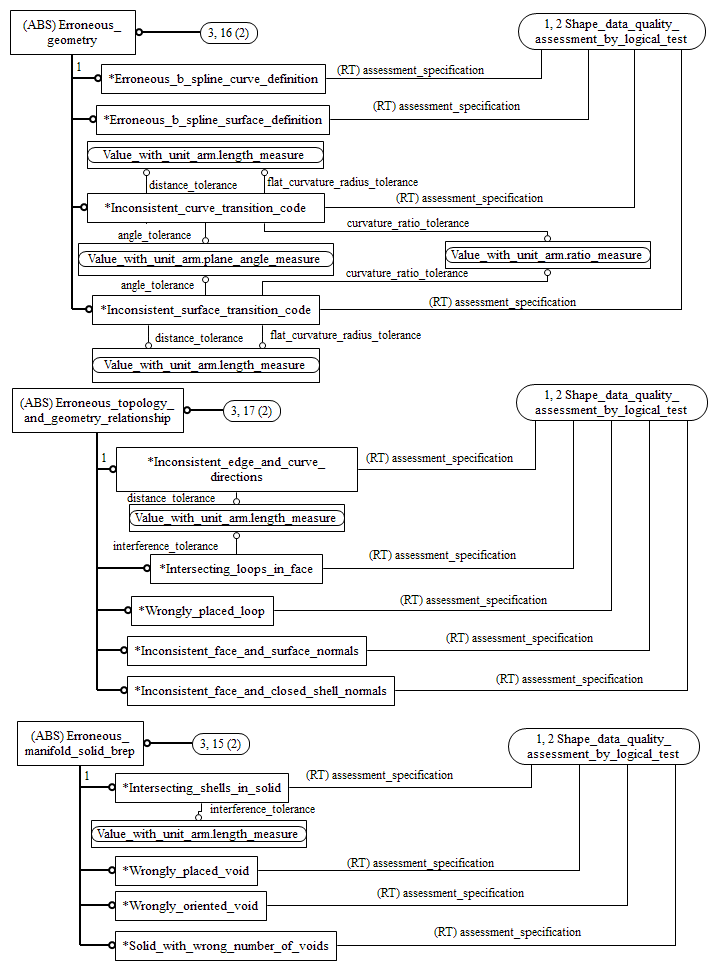 (ABS) Erroneous_
geometry
3, 16 (2)
1, 2 Shape_data_quality_
assessment_by_logical_test
1
(RT) assessment_specification
*Erroneous_b_spline_curve_definition
(RT) assessment_specification
*Erroneous_b_spline_surface_definition
Value_with_unit_arm.length_measure
distance_tolerance
flat_curvature_radius_tolerance
(RT) assessment_specification
*Inconsistent_curve_transition_code
curvature_ratio_tolerance
angle_tolerance
Value_with_unit_arm.plane_angle_measure
Value_with_unit_arm.ratio_measure
curvature_ratio_tolerance
angle_tolerance
(RT) assessment_specification
*Inconsistent_surface_transition_code
distance_tolerance
flat_curvature_radius_tolerance
Value_with_unit_arm.length_measure
(ABS) Erroneous_topology_
and_geometry_relationship
3, 17 (2)
1, 2 Shape_data_quality_
assessment_by_logical_test
1
(RT) assessment_specification
*Inconsistent_edge_and_curve_
directions
distance_tolerance
Value_with_unit_arm.length_measure
interference_tolerance
(RT) assessment_specification
*Intersecting_loops_in_face
(RT) assessment_specification
*Wrongly_placed_loop
(RT) assessment_specification
*Inconsistent_face_and_surface_normals
(RT) assessment_specification
*Inconsistent_face_and_closed_shell_normals
(ABS) Erroneous_
manifold_solid_brep
3, 15 (2)
1, 2 Shape_data_quality_
assessment_by_logical_test
1
(RT) assessment_specification
*Intersecting_shells_in_solid
interference_tolerance
Value_with_unit_arm.length_measure
(RT) assessment_specification
*Wrongly_placed_void
(RT) assessment_specification
*Wrongly_oriented_void
(RT) assessment_specification
*Solid_with_wrong_number_of_voids